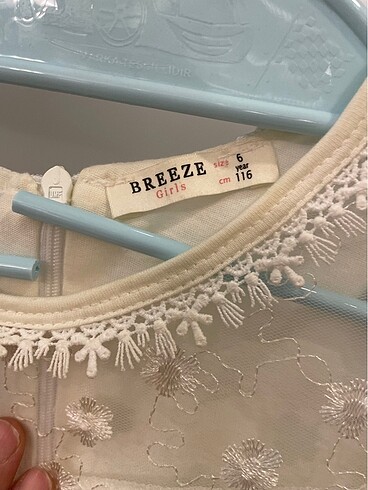 BREEZE
Girls
size 6 year
cm 116